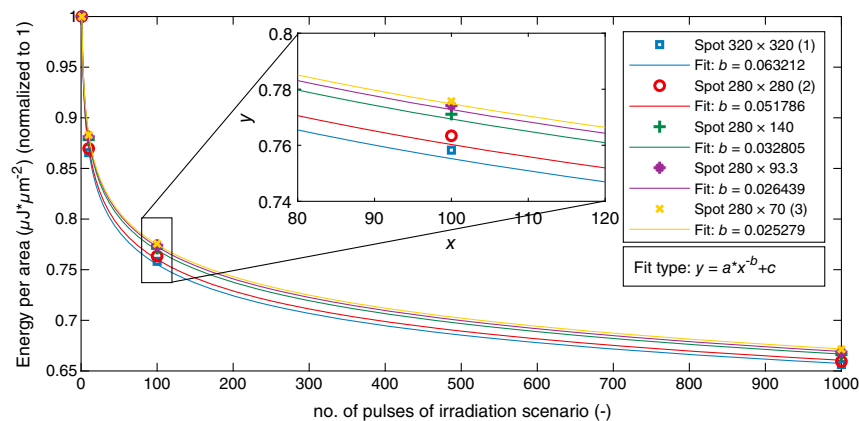 1
0.95
0.9
0.85
0.8
0.75
0.7
0.65
Energy per area (μJ*μm⁻²) (normalized to 1)
0 100 200 300 400 500 600 700 800 900 1000
no. of pulses of irradiation scenario (-)
0.8
0.78
0.76
0.74
y
80 90 100 110 120
x
Spot 320 × 320 (1)
Fit: b = 0.063212
Spot 280 × 280 (2)
Fit: b = 0.051786
Spot 280 × 140
Fit: b = 0.032805
Spot 280 × 93.3
Fit: b = 0.026439
Spot 280 × 70 (3)
Fit: b = 0.025279
Fit type: y = a*x⁻ᵇ+c